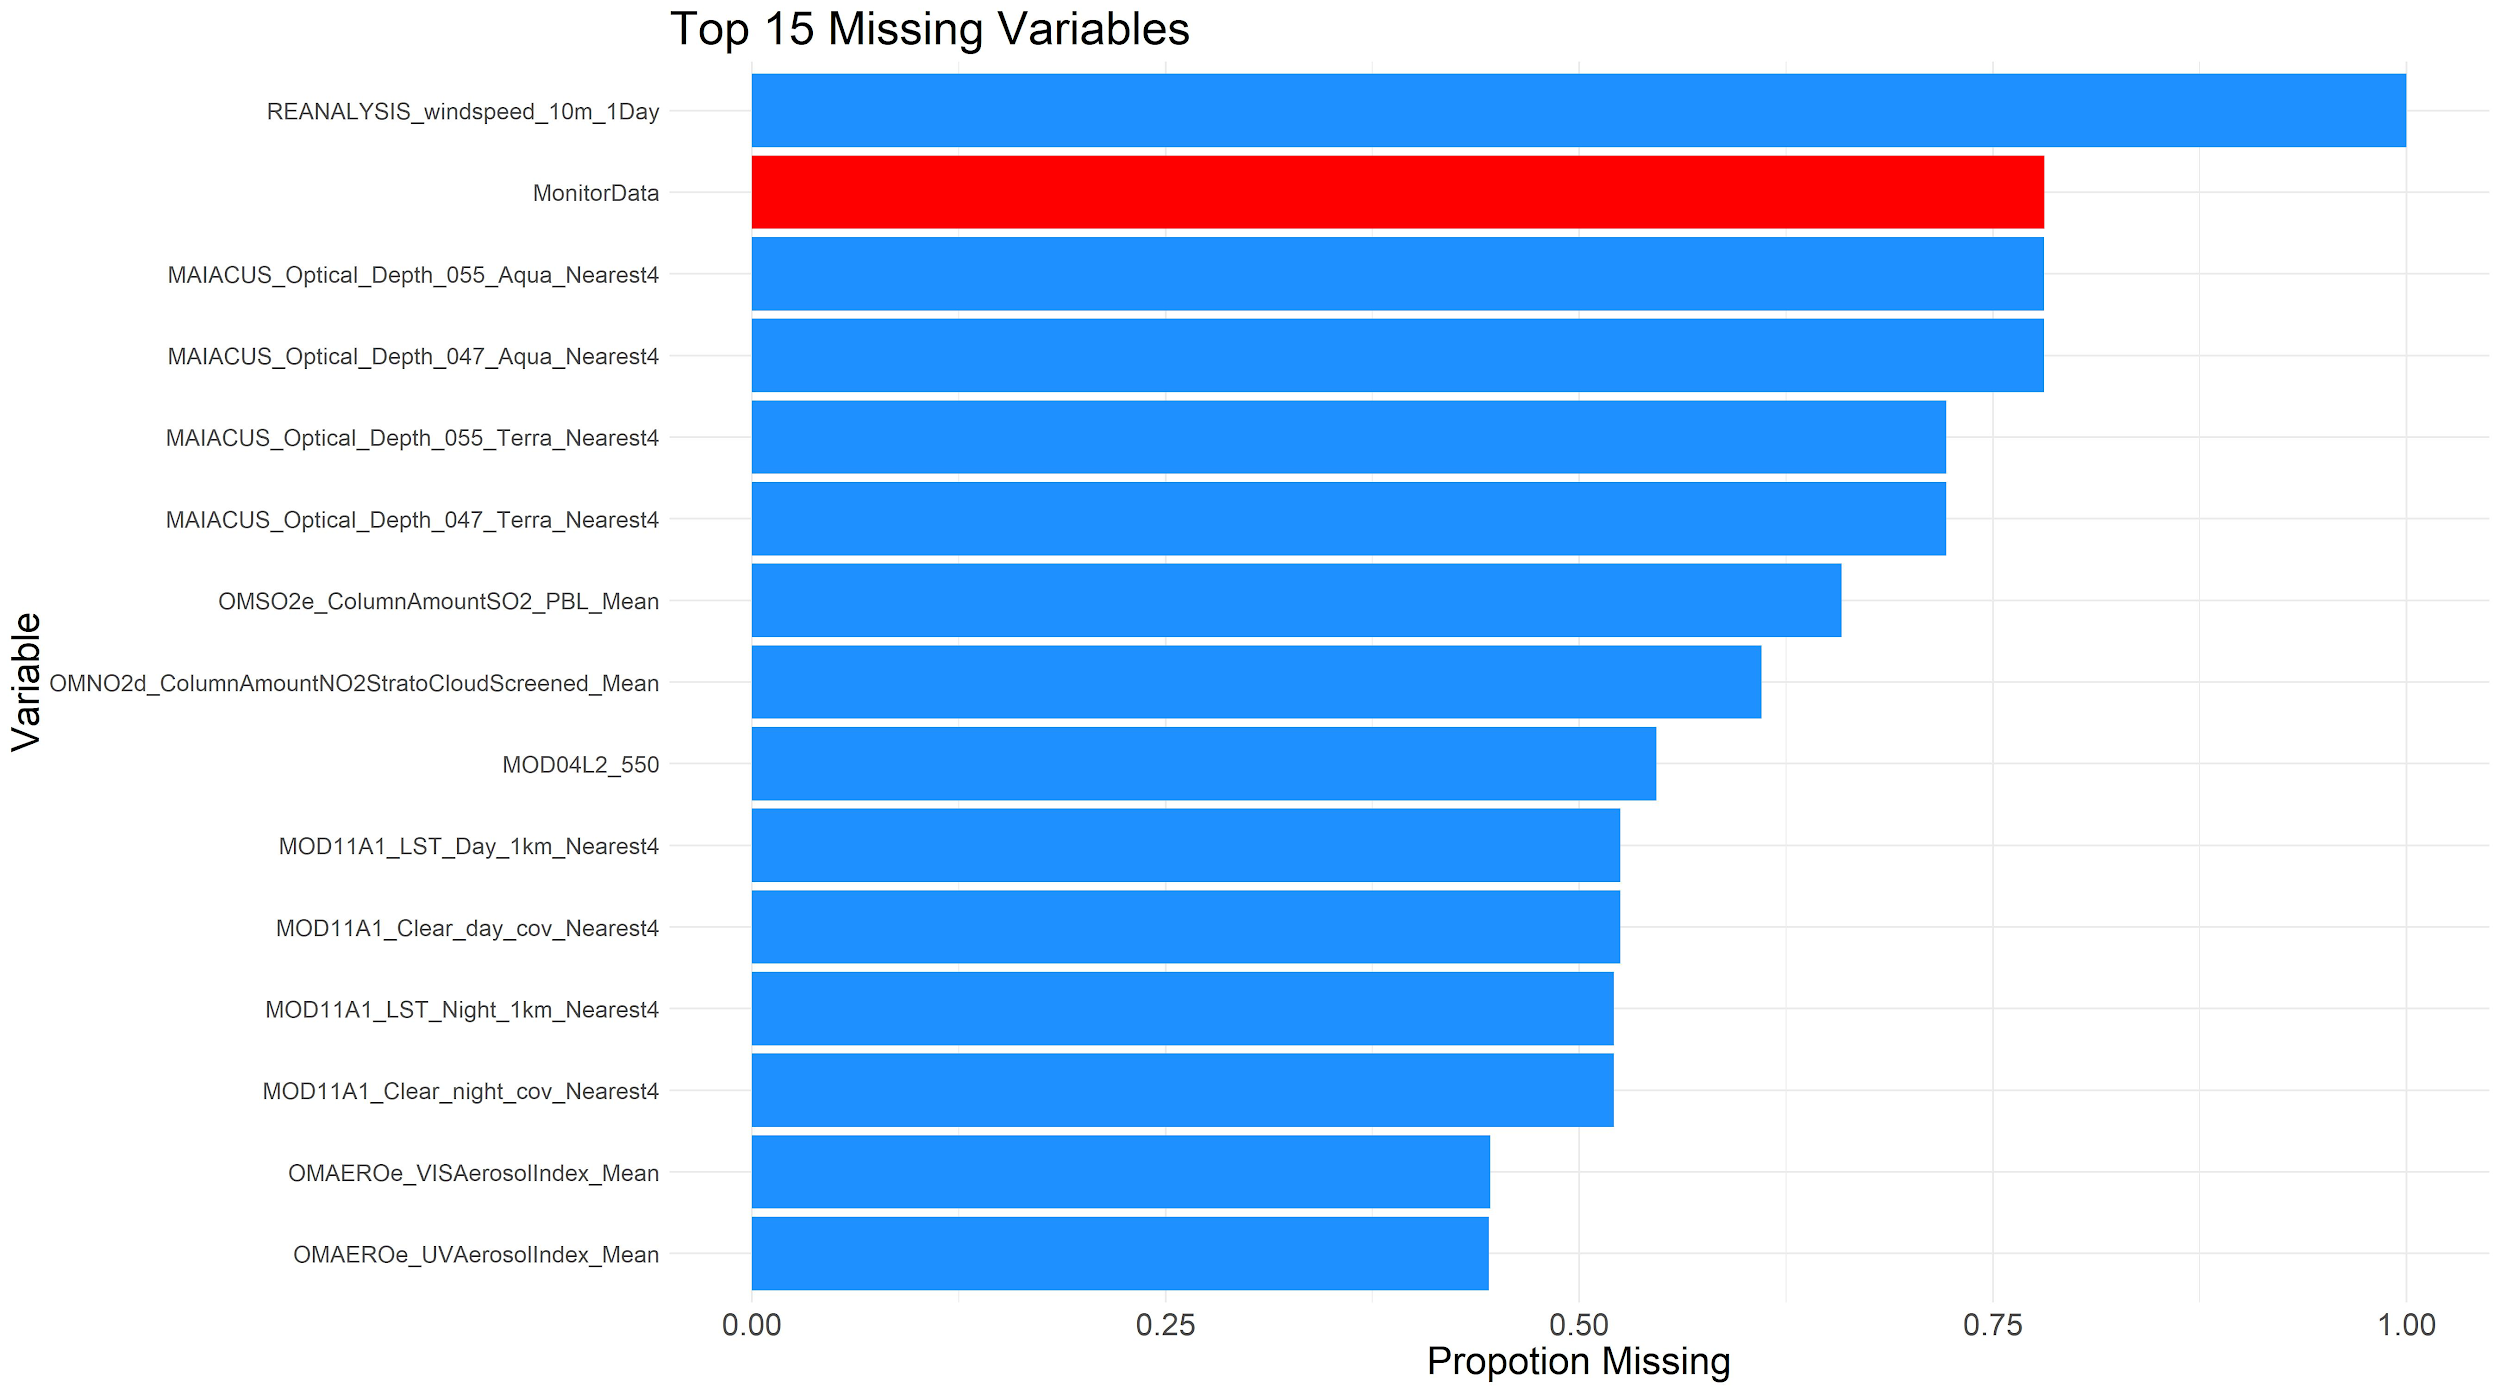 Top 15 Missing Variables
REANALYSIS_windspeed_10m_1Day
MonitorData
MAIACUS_Optical_Depth_055_Aqua_Nearest4
MAIACUS_Optical_Depth_047_Aqua_Nearest4
MAIACUS_Optical_Depth_055_Terra_Nearest4
MAIACUS_Optical_Depth_047_Terra_Nearest4
OMSO2e_ColumnAmountSO2_PBL_Mean
OMNO2d_ColumnAmountNO2StratoCloudScreened_Mean
MOD04L2_550
MOD11A1_LST_Day_1km_Nearest4
MOD11A1_Clear_day_cov_Nearest4
MOD11A1_LST_Night_1km_Nearest4
MOD11A1_Clear_night_cov_Nearest4
OMAEROe_VISAerosolIndex_Mean
OMAEROe_UVAerosolIndex_Mean
Variable
0.00 0.25 0.50 0.75 1.00
Propotion Missing